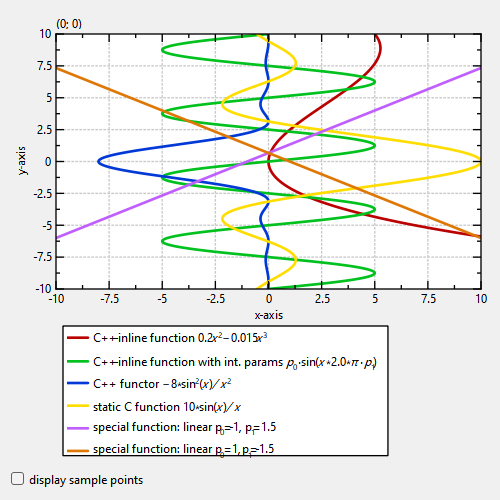 (0; 0)
10
7.5
5
2.5
0
-2.5
-5
-7.5
-10
y-axis
-10 -7.5 -5 -2.5 0 2.5 5 7.5 10
x-axis
C++-inline function 0.2x²−0.015x³
C++-inline function with int. params p₀·sin(x*2.0*π·p₁)
C++ functor −8*sin²(x)/x²
static C function 10*sin(x)/x
special function: linear p₀=-1, p₁=1.5
special function: linear p₀=1,p₁=-1.5
display sample points